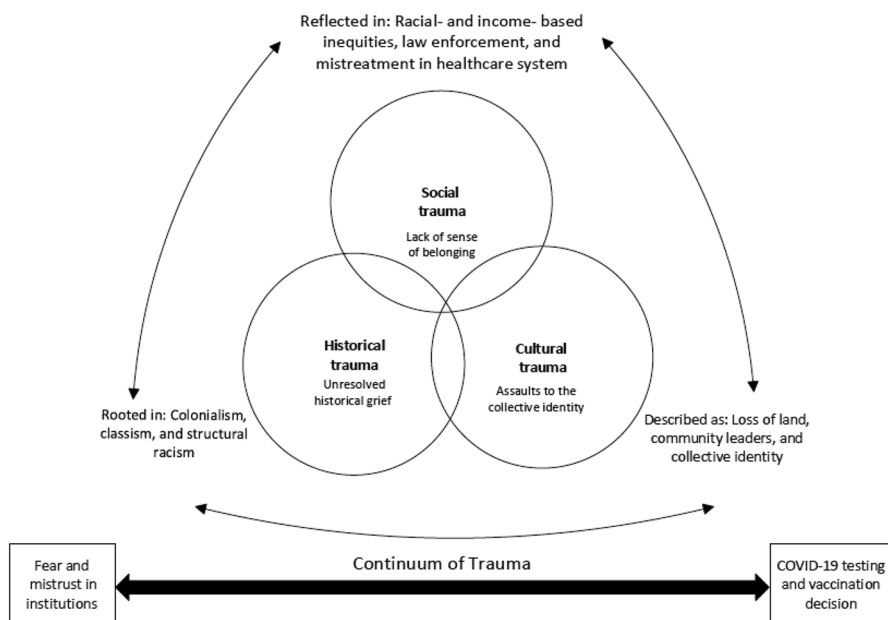 Reflected in: Racial- and income- based
inequities, law enforcement, and
mistreatment in healthcare system
Social
trauma
Lack of sense
of belonging
Historical
trauma
Unresolved
historical grief
Cultural
trauma
Assaults to the
collective identity
Rooted in: Colonialism,
classism, and structural
racism
Described as: Loss of land,
community leaders, and
collective identity
Fear and
mistrust in
institutions
Continuum of Trauma
COVID-19 testing
and vaccination
decision